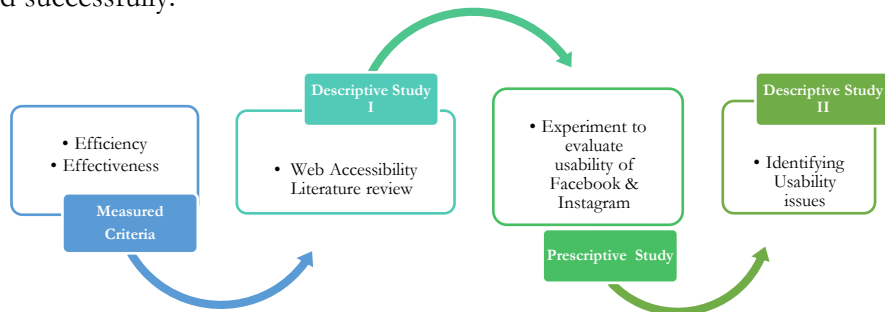 d successfully.
• Efficiency
• Effectiveness
Measured
Criteria
Descriptive Study
I
• Web Accessibility
Literature review
• Experiment to
evaluate
usability of
Facebook &
Instagram
Prescriptive Study
Descriptive Study
II
• Identifying
Usability
issues